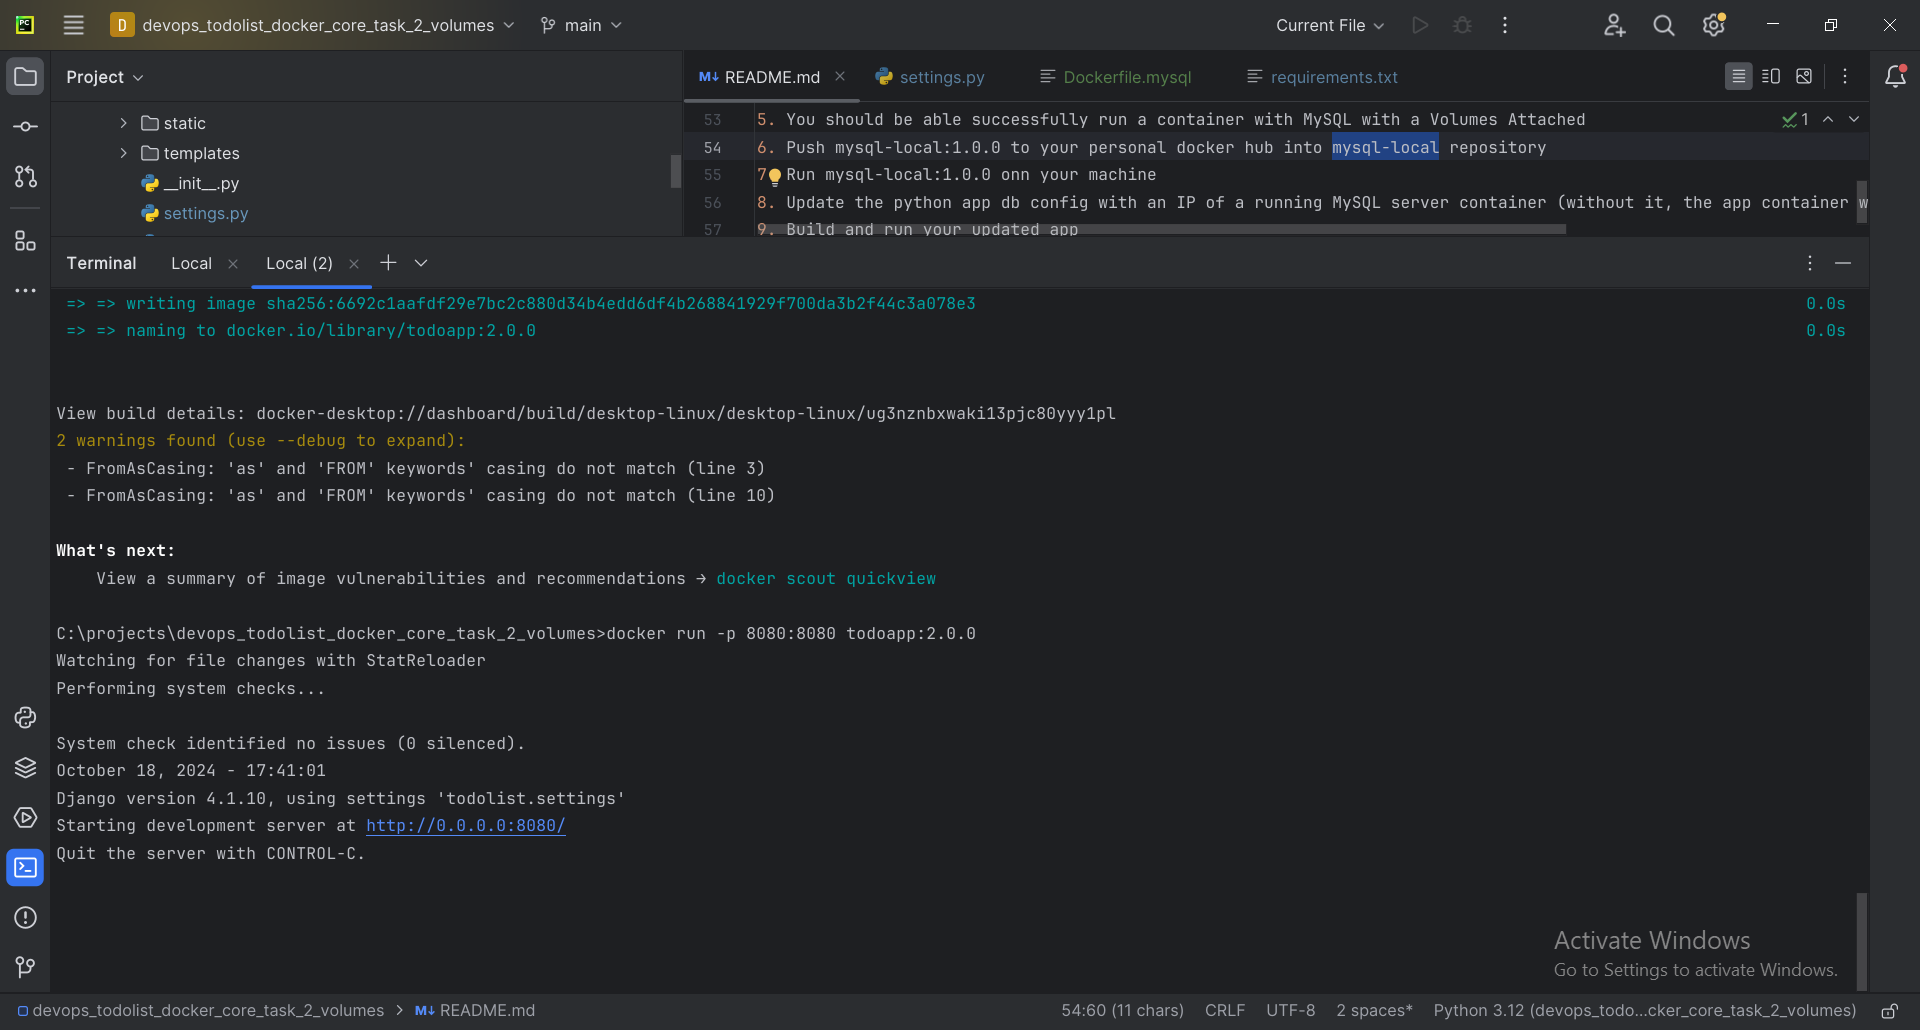 PC
D devops_todolist_docker_core_task_2_volumes main Current File
Project
M↓ README.md settings.py Dockerfile.mysql requirements.txt
static
templates
__init__.py
settings.py
53 5. You should be able successfully run a container with MySQL with a Volumes Attached
1
54 6. Push mysql-local:1.0.0 to your personal docker hub into mysql-local repository
55 7 Run mysql-local:1.0.0 onn your machine
56 8. Update the python app db config with an IP of a running MySQL server container (without it, the app container w
57 9. Build and run your updated app
Terminal Local Local (2)
=> => writing image sha256:6692c1aafdf29e7bc2c880d34b4edd6df4b268841929f700da3b2f44c3a078e3 0.0s
=> => naming to docker.io/library/todoapp:2.0.0 0.0s
View build details: docker-desktop://dashboard/build/desktop-linux/desktop-linux/ug3nznbxwaki13pjc80yyy1pl
2 warnings found (use --debug to expand):
- FromAsCasing: 'as' and 'FROM' keywords' casing do not match (line 3)
- FromAsCasing: 'as' and 'FROM' keywords' casing do not match (line 10)
What's next:
View a summary of image vulnerabilities and recommendations → docker scout quickview
C:\projects\devops_todolist_docker_core_task_2_volumes>docker run -p 8080:8080 todoapp:2.0.0
Watching for file changes with StatReloader
Performing system checks...
System check identified no issues (0 silenced).
October 18, 2024 - 17:41:01
Django version 4.1.10, using settings 'todolist.settings'
Starting development server at http://0.0.0.0:8080/
Quit the server with CONTROL-C.
Activate Windows
Go to Settings to activate Windows.
devops_todolist_docker_core_task_2_volumes > M↓ README.md 54:60 (11 chars) CRLF UTF-8 2 spaces* Python 3.12 (devops_todo...cker_core_task_2_volumes)